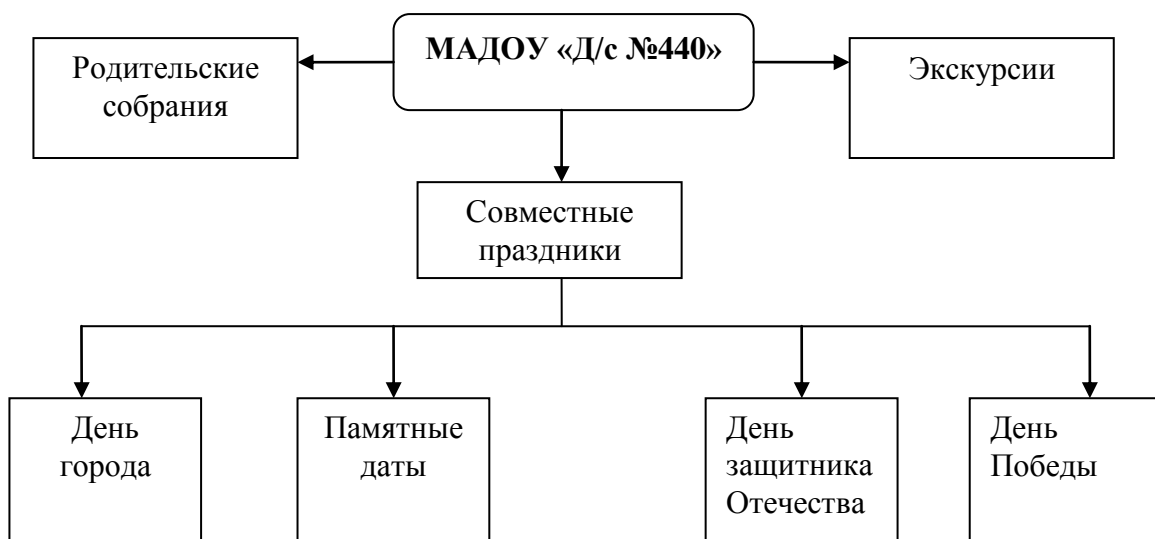 МАДОУ «Д/с №440»
Родительские
собрания
Экскурсии
Совместные
праздники
День
города
Памятные
даты
День
защитника
Отечества
День
Победы